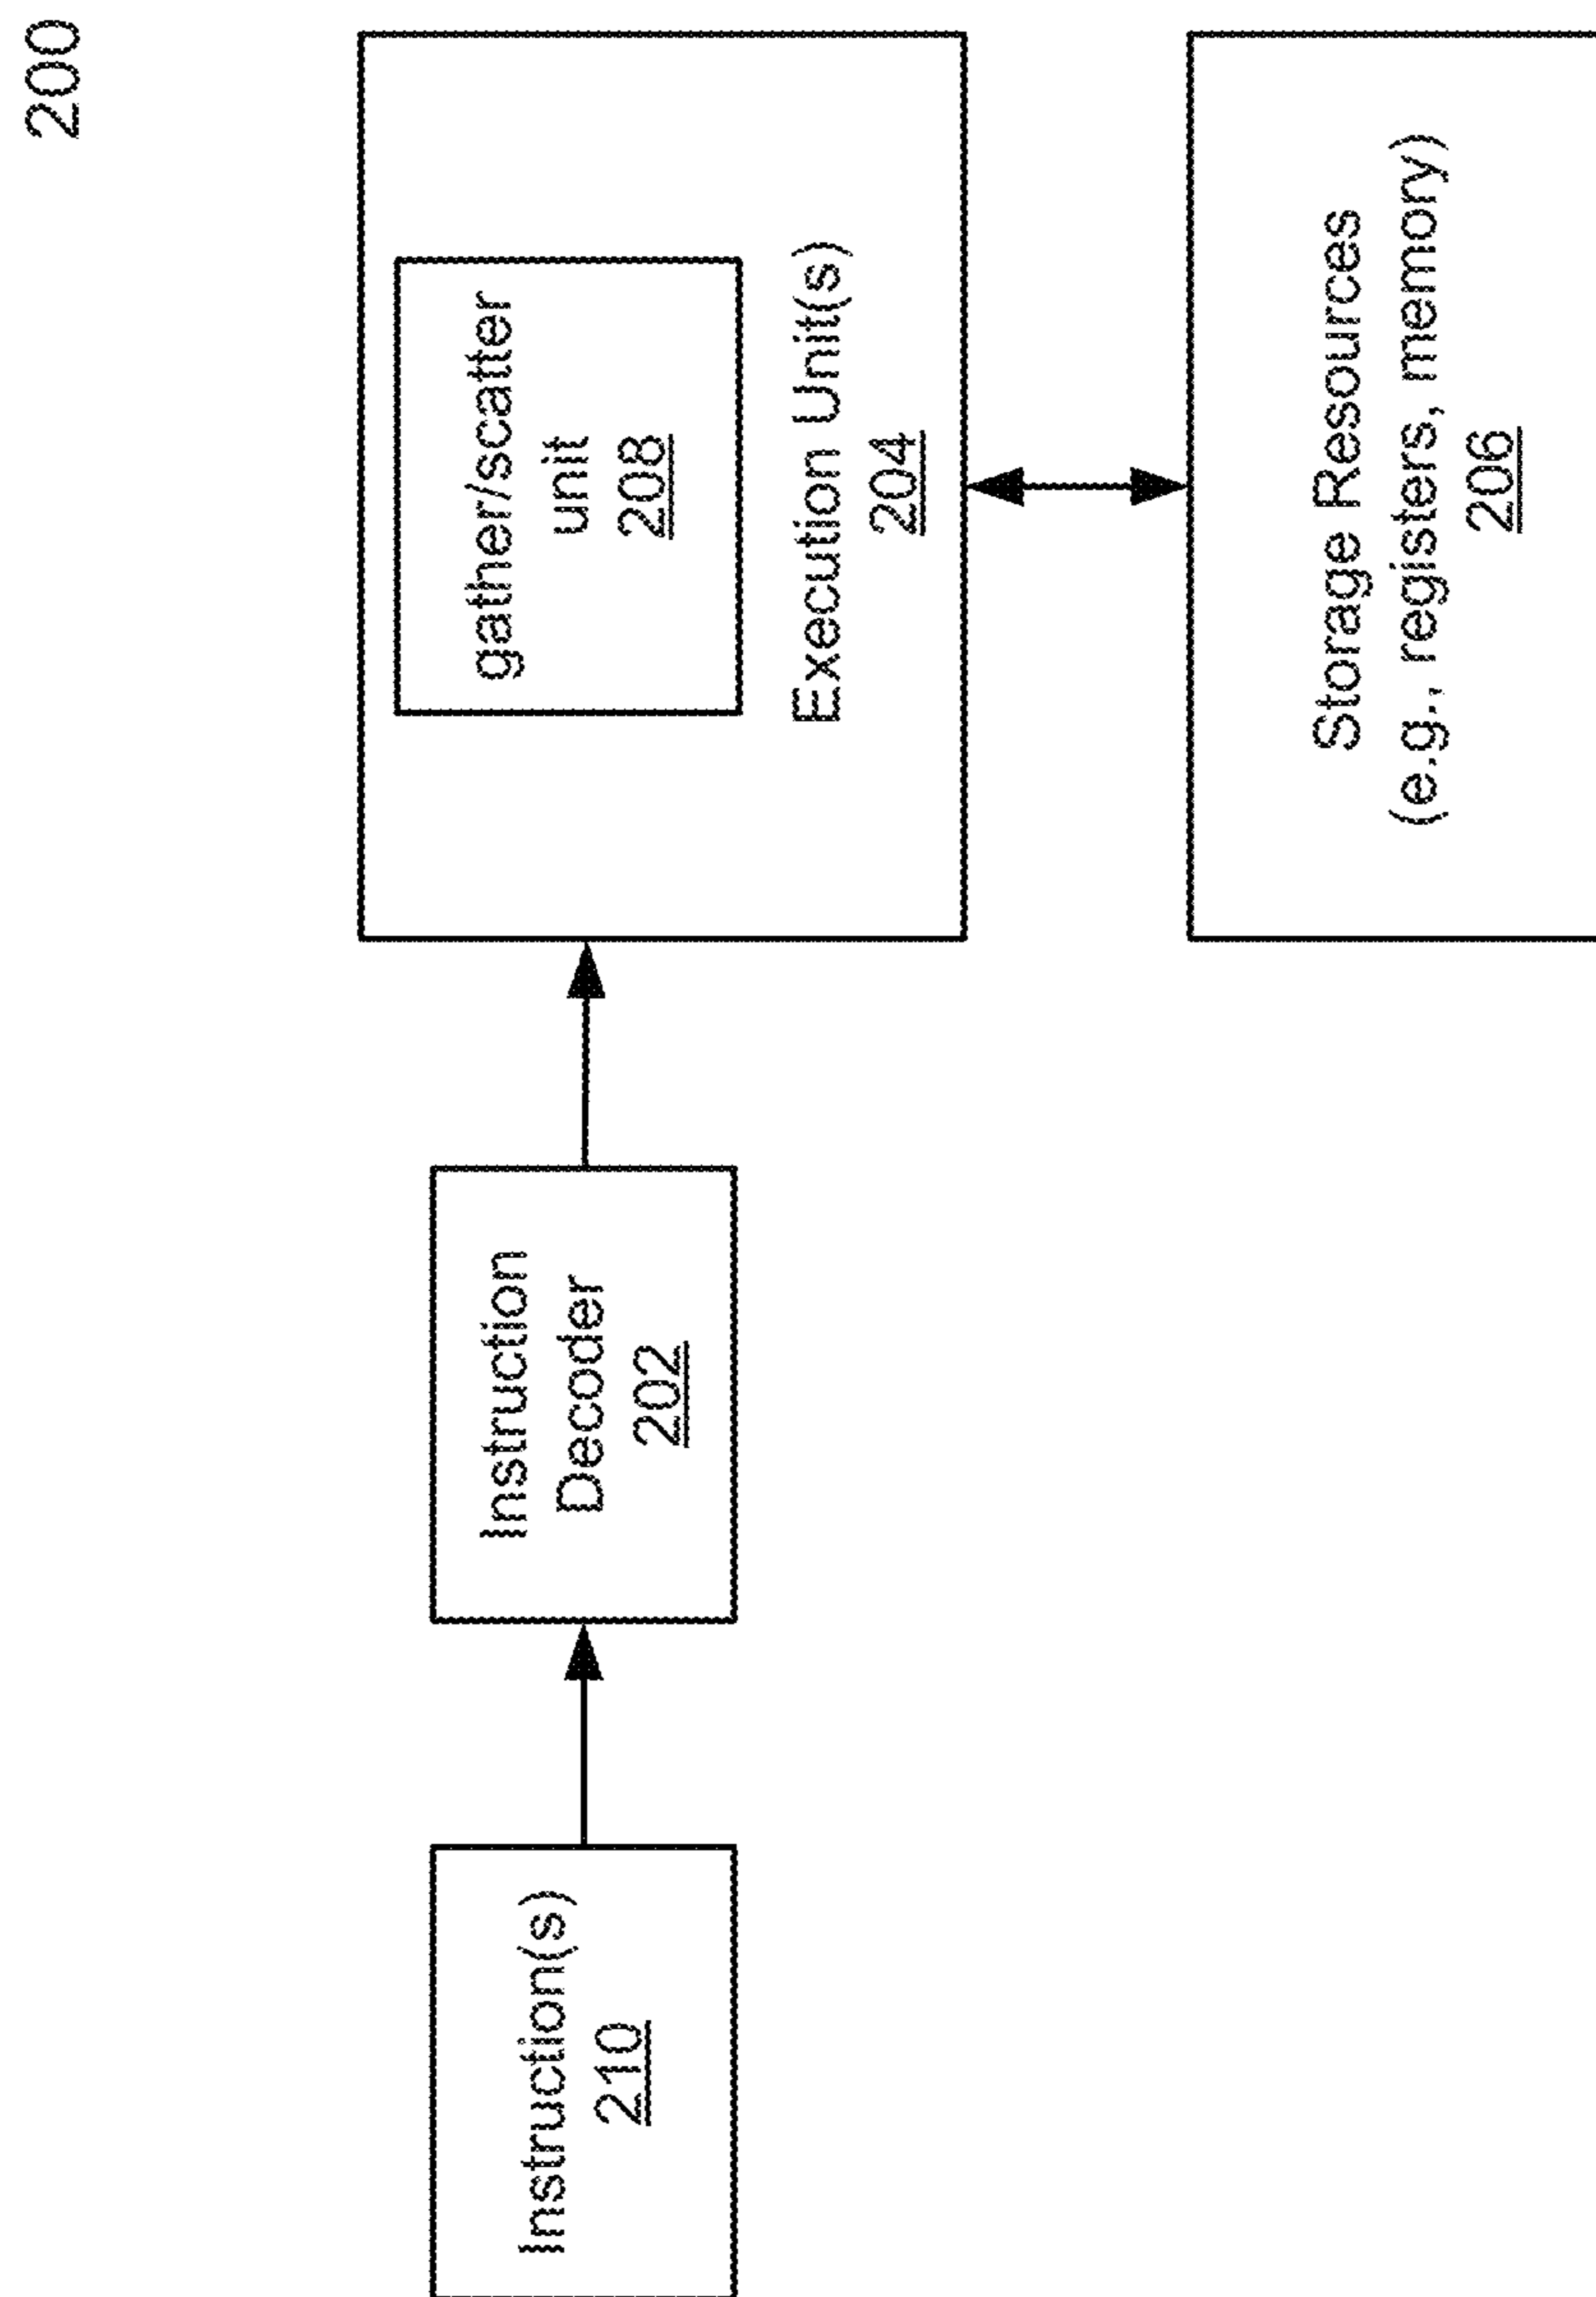 200
Instruction(s)
210
Instruction
Decoder
202
gather/scatter
unit
208
Execution Unit(s)
204
Storage Resources
(e.g., registers, memory)
206